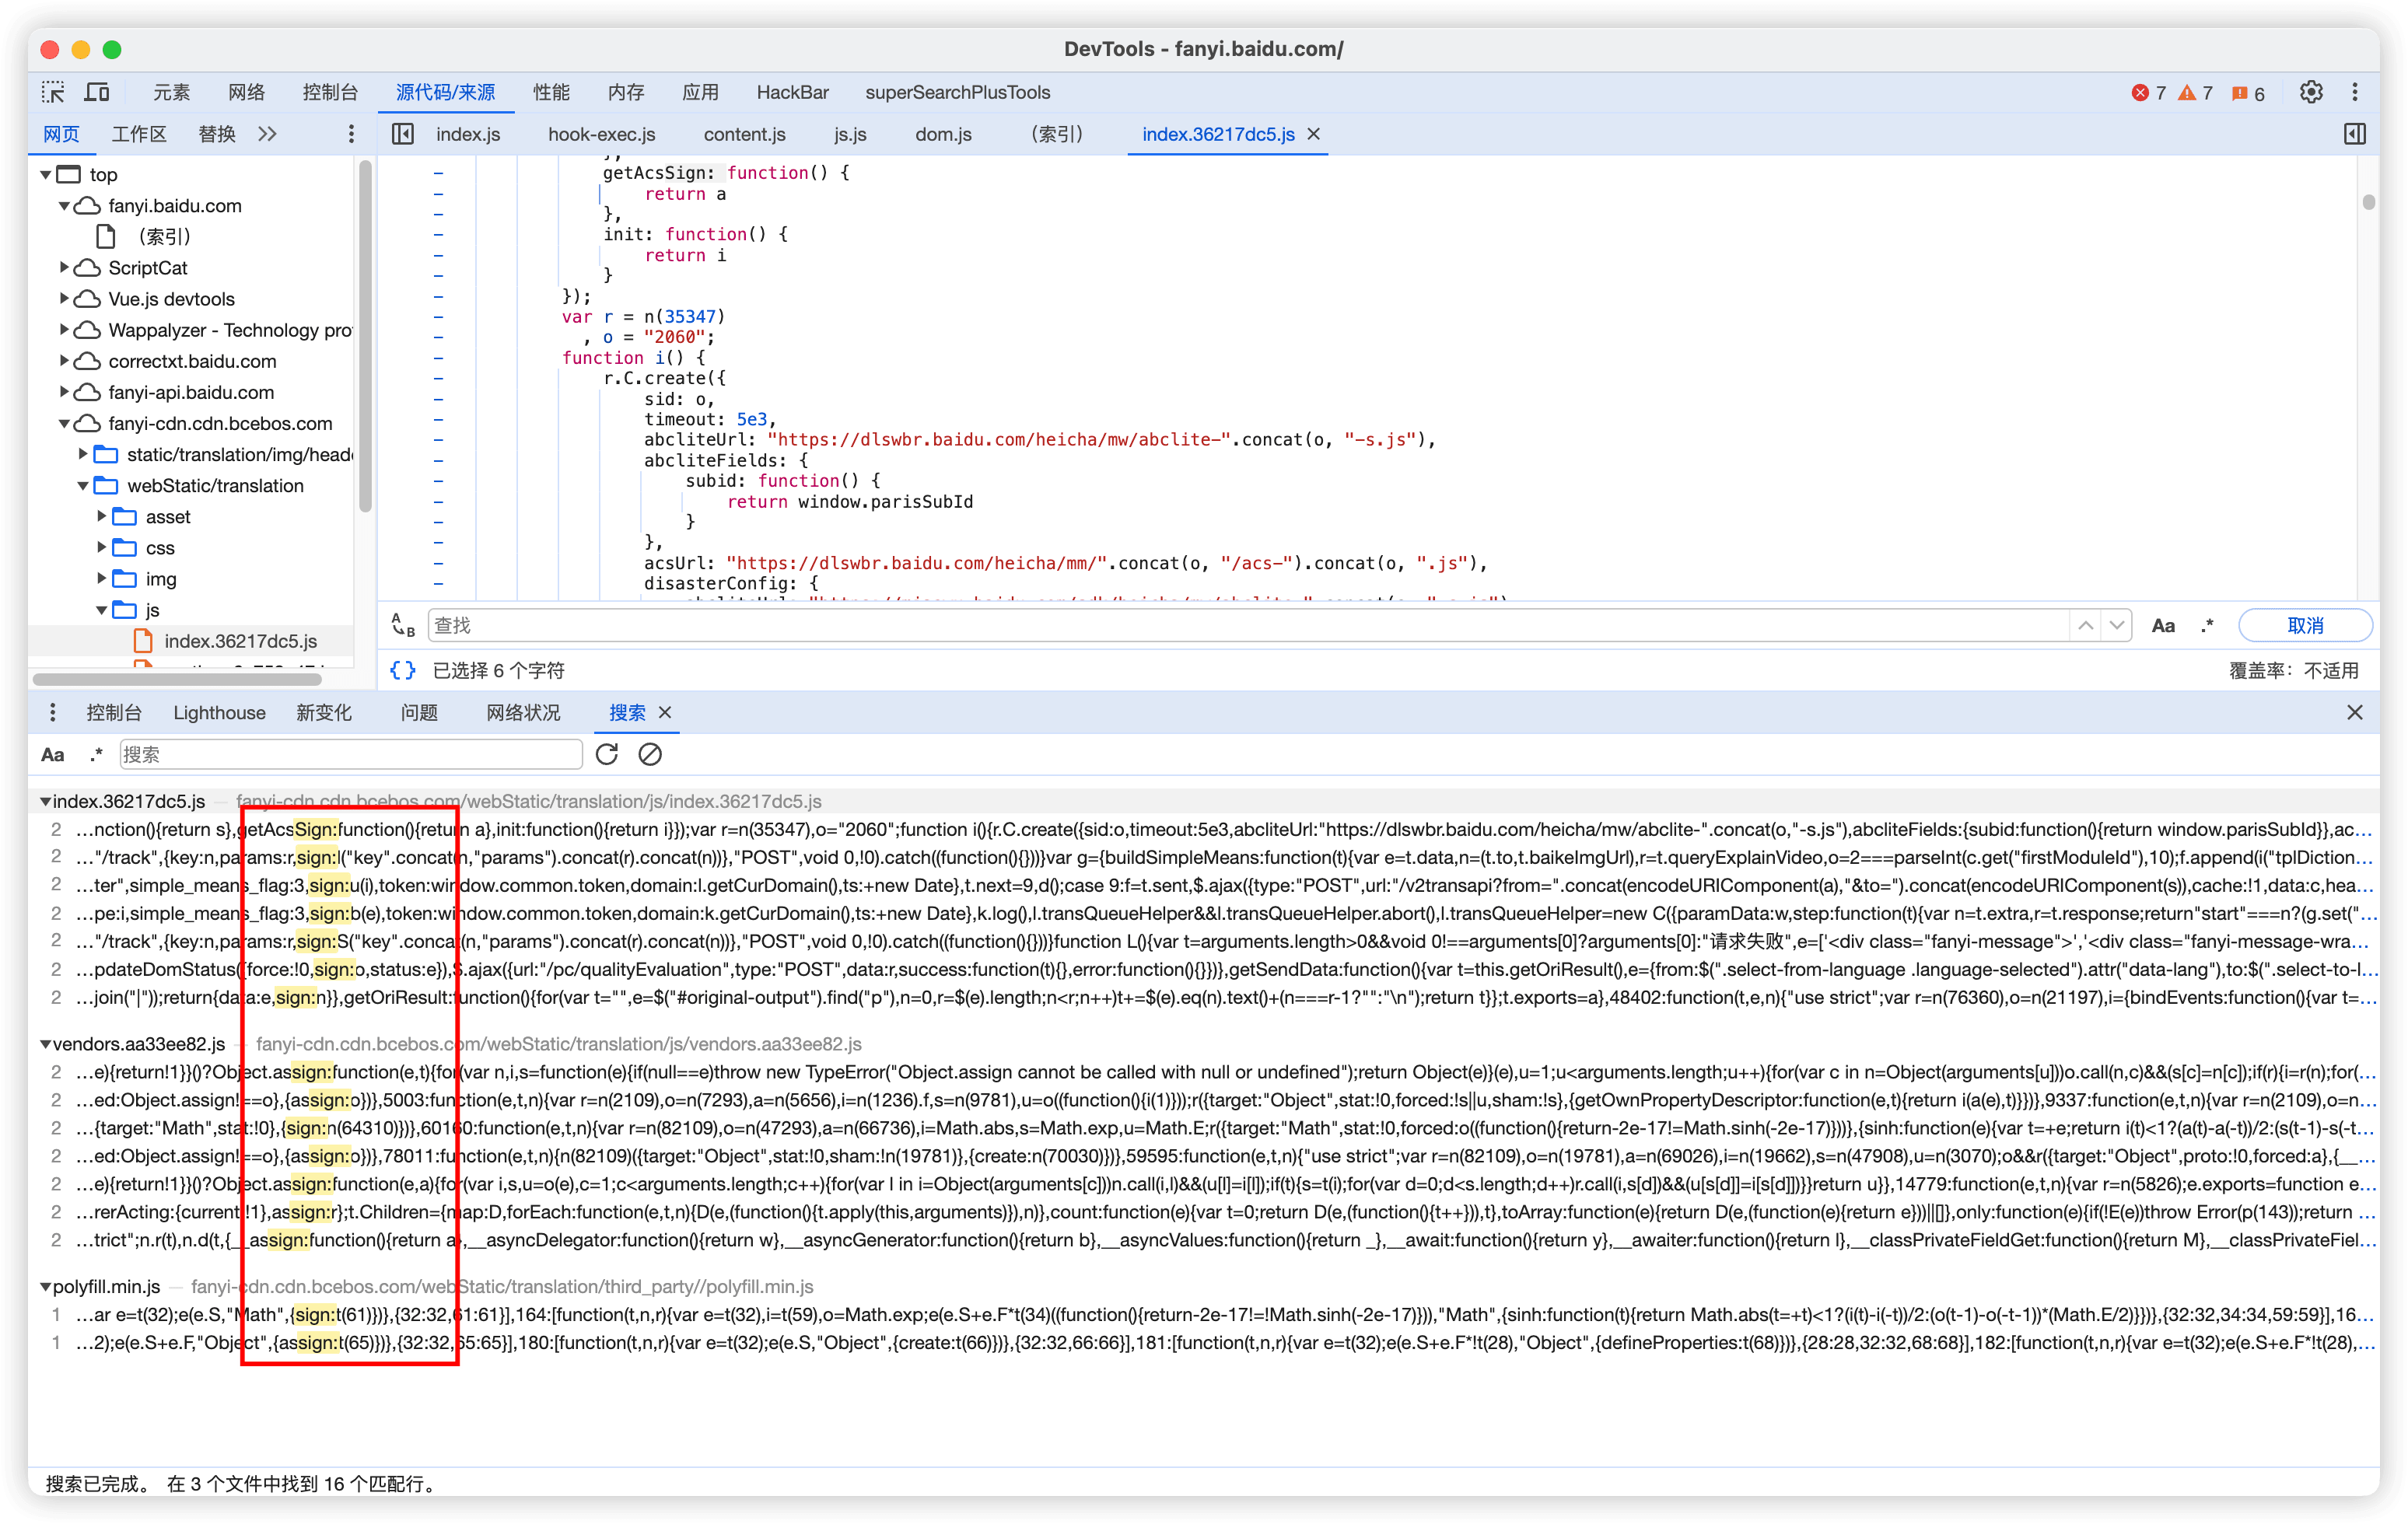 DevTools - fanyi.baidu.com/
元素 网络 控制台 源代码/来源 性能 内存 应用 HackBar superSearchPlusTools 7 7 6
网页 工作区 替换 index.js hook-exec.js content.js js.js dom.js （索引） index.36217dc5.js
top
fanyi.baidu.com
（索引）
ScriptCat
Vue.js devtools
Wappalyzer - Technology pro
correctxt.baidu.com
fanyi-api.baidu.com
fanyi-cdn.cdn.bcebos.com
static/translation/img/head
webStatic/translation
asset
css
img
js
index.36217dc5.js
getAcsSign: function() {
return a
},
init: function() {
return i
}
});
var r = n(35347)
, o = "2060";
function i() {
r.C.create({
sid: o,
timeout: 5e3,
abcliteUrl: "https://dlswbr.baidu.com/heicha/mw/abclite-".concat(o, "-s.js"),
abcliteFields: {
subid: function() {
return window.parisSubId
}
},
acsUrl: "https://dlswbr.baidu.com/heicha/mm/".concat(o, "/acs-").concat(o, ".js"),
disasterConfig: {
查找 Aa .* 取消
{} 已选择 6 个字符 覆盖率：不适用
控制台 Lighthouse 新变化 问题 网络状况 搜索
Aa .* 搜索
index.36217dc5.js — fanyi-cdn.cdn.bcebos.com/webStatic/translation/js/index.36217dc5.js
2 …nction(){return s},getAcsSign:function(){return a},init:function(){return i}});var r=n(35347),o="2060";function i(){r.C.create({sid:o,timeout:5e3,abcliteUrl:"https://dlswbr.baidu.com/heicha/mw/abclite-".concat(o,"-s.js"),abcliteFields:{subid:function(){return window.parisSubId}},ac…
2 …"/track",{key:n,params:r,sign:l("key".concat(n,"params").concat(r).concat(n))},"POST",void 0,!0).catch((function(){}))}var g={buildSimpleMeans:function(t){var e=t.data,n=(t.to,t.baikeImgUrl),r=t.queryExplainVideo,o=2===parseInt(c.get("firstModuleId"),10);f.append(i("tplDiction…
2 …ter",simple_means_flag:3,sign:u(i),token:window.common.token,domain:l.getCurDomain(),ts:+new Date},t.next=9,d();case 9:f=t.sent,$.ajax({type:"POST",url:"/v2transapi?from=".concat(encodeURIComponent(a),"&to=").concat(encodeURIComponent(s)),cache:!1,data:c,hea…
2 …pe:i,simple_means_flag:3,sign:b(e),token:window.common.token,domain:k.getCurDomain(),ts:+new Date},k.log(),l.transQueueHelper&&l.transQueueHelper.abort(),l.transQueueHelper=new C({paramData:w,step:function(t){var n=t.extra,r=t.response;return"start"===n?(g.set("…
2 …"/track",{key:n,params:r,sign:S("key".concat(n,"params").concat(r).concat(n))},"POST",void 0,!0).catch((function(){}))}function L(){var t=arguments.length>0&&void 0!==arguments[0]?arguments[0]:"请求失败",e=['<div class="fanyi-message">','<div class="fanyi-message-wra…
2 …pdateDomStatus({force:!0,sign:o,status:e}),$.ajax({url:"/pc/qualityEvaluation",type:"POST",data:r,success:function(t){},error:function(){}})},getSendData:function(){var t=this.getOriResult(),e={from:$(".select-from-language .language-selected").attr("data-lang"),to:$(".select-to-l…
2 …join("|"));return{data:e,sign:n}},getOriResult:function(){for(var t="",e=$("#original-output").find("p"),n=0,r=$(e).length;n<r;n++)t+=$(e).eq(n).text()+(n===r-1?"":"\n");return t}};t.exports=a},48402:function(t,e,n){"use strict";var r=n(76360),o=n(21197),i={bindEvents:function(){var t=…
vendors.aa33ee82.js — fanyi-cdn.cdn.bcebos.com/webStatic/translation/js/vendors.aa33ee82.js
2 …e){return!1}}()?Object.assign:function(e,t){for(var n,i,s=function(e){if(null==e)throw new TypeError("Object.assign cannot be called with null or undefined");return Object(e)}(e),u=1;u<arguments.length;u++){for(var c in n=Object(arguments[u]))o.call(n,c)&&(s[c]=n[c]);if(r){i=r(n);for(…
2 …ed:Object.assign!==o},{assign:o})},5003:function(e,t,n){var r=n(2109),o=n(7293),a=n(5656),i=n(1236).f,s=n(9781),u=o((function(){i(1)}));r({target:"Object",stat:!0,forced:!s||u,sham:!s},{getOwnPropertyDescriptor:function(e,t){return i(a(e),t)}})},9337:function(e,t,n){var r=n(2109),o=n…
2 …{target:"Math",stat:!0},{sign:n(64310)})},60160:function(e,t,n){var r=n(82109),o=n(47293),a=n(66736),i=Math.abs,s=Math.exp,u=Math.E;r({target:"Math",stat:!0,forced:o((function(){return-2e-17!=Math.sinh(-2e-17)}))},{sinh:function(e){var t=+e;return i(t)<1?(a(t)-a(-t))/2:(s(t-1)-s(-t…
2 …ed:Object.assign!==o},{assign:o})},78011:function(e,t,n){n(82109)({target:"Object",stat:!0,sham:!n(19781)},{create:n(70030)})},59595:function(e,t,n){"use strict";var r=n(82109),o=n(19781),a=n(69026),i=n(19662),s=n(47908),u=n(3070);o&&r({target:"Object",proto:!0,forced:a},{__…
2 …e){return!1}}()?Object.assign:function(e,a){for(var i,s,u=o(e),c=1;c<arguments.length;c++){for(var l in i=Object(arguments[c]))n.call(i,l)&&(u[l]=i[l]);if(t){s=t(i);for(var d=0;d<s.length;d++)r.call(i,s[d])&&(u[s[d]]=i[s[d]])}}return u}},14779:function(e,t,n){var r=n(5826);e.exports=function e…
2 …rerActing:{current:!1},assign:r};t.Children={map:D,forEach:function(e,t,n){D(e,(function(){t.apply(this,arguments)}),n)},count:function(e){var t=0;return D(e,(function(){t++})),t},toArray:function(e){return D(e,(function(e){return e}))||[]},only:function(e){if(!E(e))throw Error(p(143));return …
2 …trict";n.r(t),n.d(t,{__assign:function(){return a},__asyncDelegator:function(){return w},__asyncGenerator:function(){return b},__asyncValues:function(){return _},__await:function(){return y},__awaiter:function(){return l},__classPrivateFieldGet:function(){return M},__classPrivateFiel…
polyfill.min.js — fanyi-cdn.cdn.bcebos.com/webStatic/translation/third_party//polyfill.min.js
1 …ar e=t(32);e(e.S,"Math",{sign:t(61)})},{32:32,61:61}],164:[function(t,n,r){var e=t(32),i=t(59),o=Math.exp;e(e.S+e.F*t(34)((function(){return-2e-17!=!Math.sinh(-2e-17)})),"Math",{sinh:function(t){return Math.abs(t=+t)<1?(i(t)-i(-t))/2:(o(t-1)-o(-t-1))*(Math.E/2)}})},{32:32,34:34,59:59}],16…
1 …2);e(e.S+e.F,"Object",{assign:t(65)})},{32:32,65:65}],180:[function(t,n,r){var e=t(32);e(e.S,"Object",{create:t(66)})},{32:32,66:66}],181:[function(t,n,r){var e=t(32);e(e.S+e.F*!t(28),"Object",{defineProperties:t(68)})},{28:28,32:32,68:68}],182:[function(t,n,r){var e=t(32);e(e.S+e.F*!t(28),…
搜索已完成。 在 3 个文件中找到 16 个匹配行。